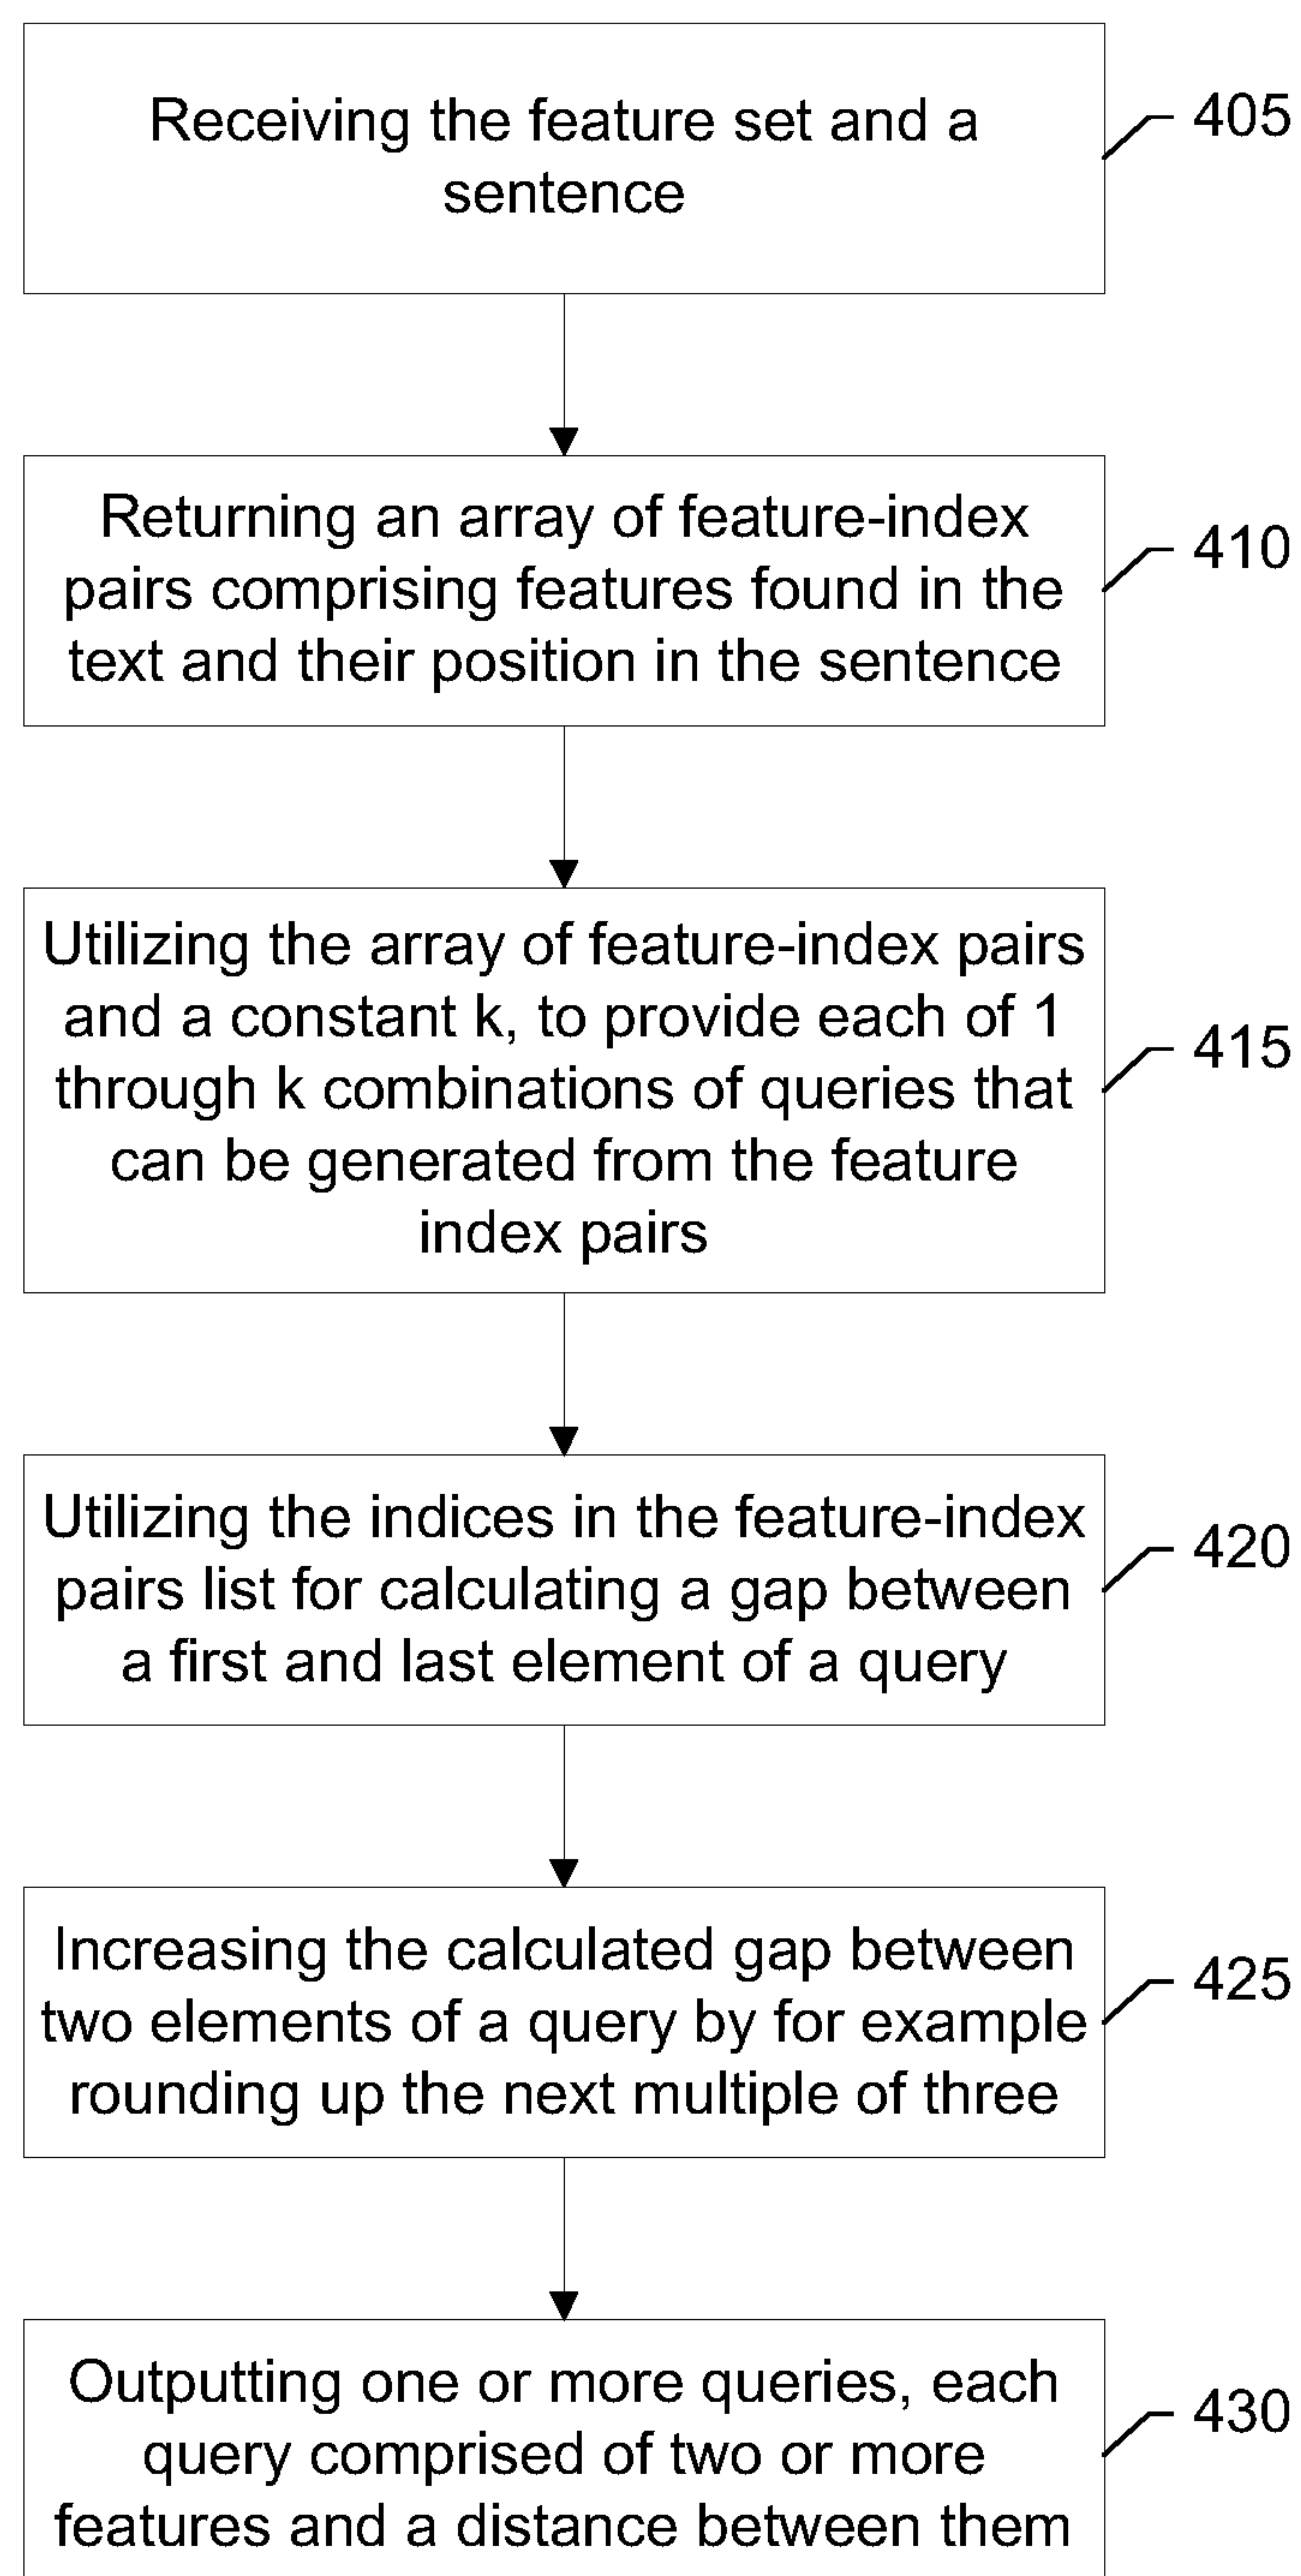 Receiving the feature set and a
sentence
405
Returning an array of feature-index
pairs comprising features found in the
text and their position in the sentence
410
Utilizing the array of feature-index pairs
and a constant k, to provide each of 1
through k combinations of queries that
can be generated from the feature
index pairs
415
Utilizing the indices in the feature-index
pairs list for calculating a gap between
a first and last element of a query
420
Increasing the calculated gap between
two elements of a query by for example
rounding up the next multiple of three
425
Outputting one or more queries, each
query comprised of two or more
features and a distance between them
430